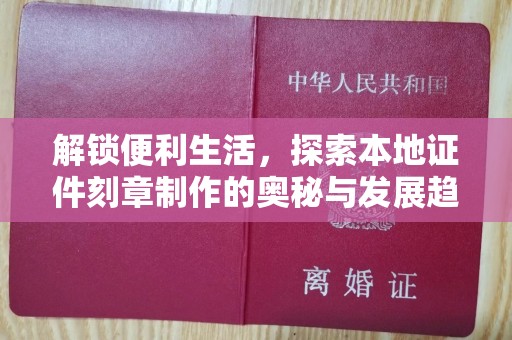 中华人民共和国
解锁便利生活，探索本地证
件刻章制作的奥秘与发展趋
离婚证